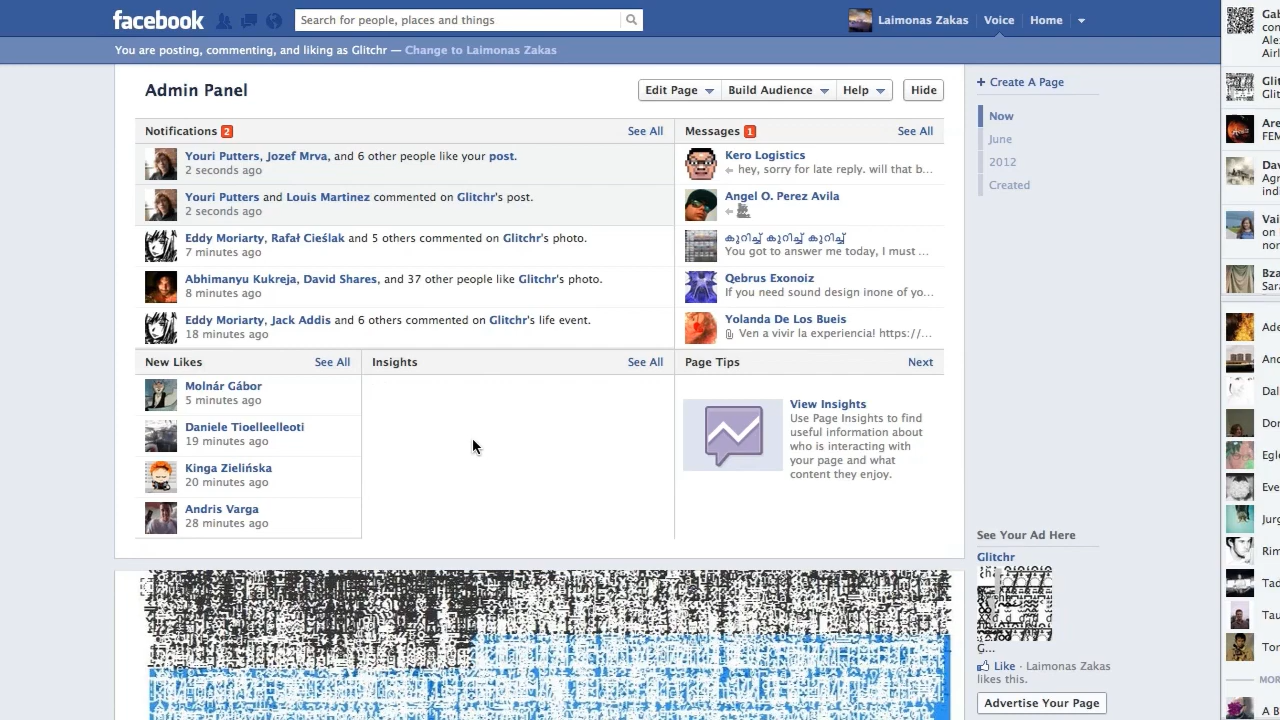 facebook
Search for people, places and things
Laimonas Zakas
Voice
Home
You are posting, commenting, and liking as Glitchr — Change to Laimonas Zakas
Admin Panel
Edit Page
Build Audience
Help
Hide
Notifications 2
See All
Youri Putters, Jozef Mrva, and 6 other people like your post.
2 seconds ago
Youri Putters and Louis Martinez commented on Glitchr's post.
2 seconds ago
Eddy Moriarty, Rafał Cieślak and 5 others commented on Glitchr's photo.
7 minutes ago
Abhimanyu Kukreja, David Shares, and 37 other people like Glitchr's photo.
8 minutes ago
Eddy Moriarty, Jack Addis and 6 others commented on Glitchr's life event.
18 minutes ago
Messages 1
See All
Kero Logistics
hey, sorry for late reply. will that b...
Angel O. Perez Avila
കുറിച്ച് കുറിച്ച് കുറിച്ച്
You got to answer me today, I must ...
Qebrus Exonoiz
If you need sound design inone of yo...
Yolanda De Los Bueis
Ven a vivir la experiencia! https://...
New Likes
See All
Molnár Gábor
5 minutes ago
Daniele Tioelleelleoti
19 minutes ago
Kinga Zielińska
20 minutes ago
Andris Varga
28 minutes ago
Insights
See All
Page Tips
Next
View Insights
Use Page Insights to find
useful information about
who is interacting with
your page and what
content they enjoy.
+ Create A Page
Now
June
2012
Created
See Your Ad Here
Glitchr
G...
Like · Laimonas Zakas
likes this.
Advertise Your Page